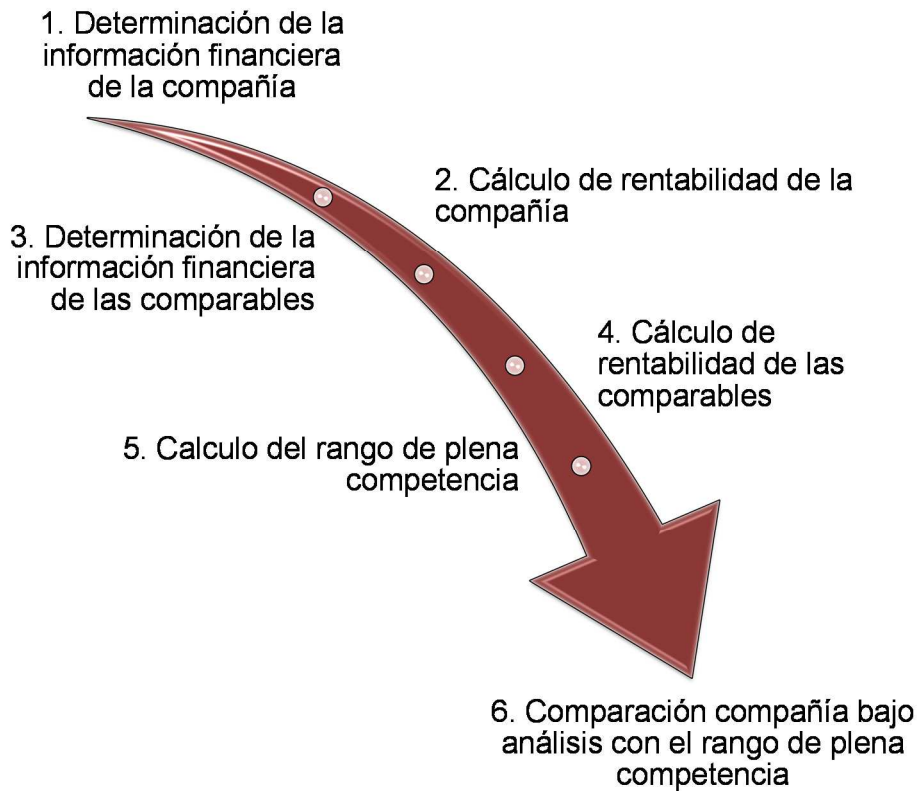 1. Determinación de la
información financiera
de la compañía
2. Cálculo de rentabilidad de la
compañía
3. Determinación de la
información financiera
de las comparables
4. Cálculo de
rentabilidad de las
comparables
5. Calculo del rango de plena
competencia
6. Comparación compañía bajo
análisis con el rango de plena
competencia